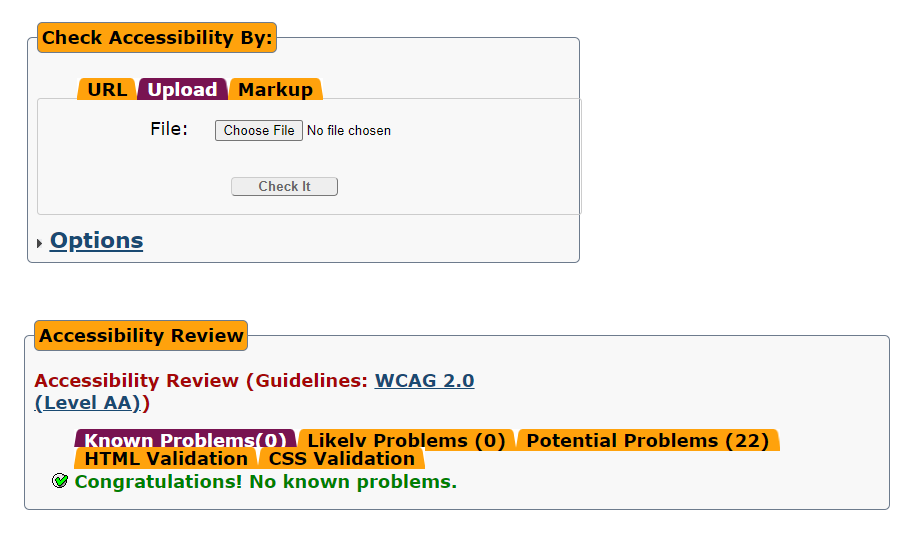 Check Accessibility By:
URL Upload Markup
File: Choose File No file chosen
Check It
Options
Accessibility Review
Accessibility Review (Guidelines: WCAG 2.0
(Level AA))
Known Problems(0) Likely Problems (0) Potential Problems (22)
HTML Validation CSS Validation
Congratulations! No known problems.